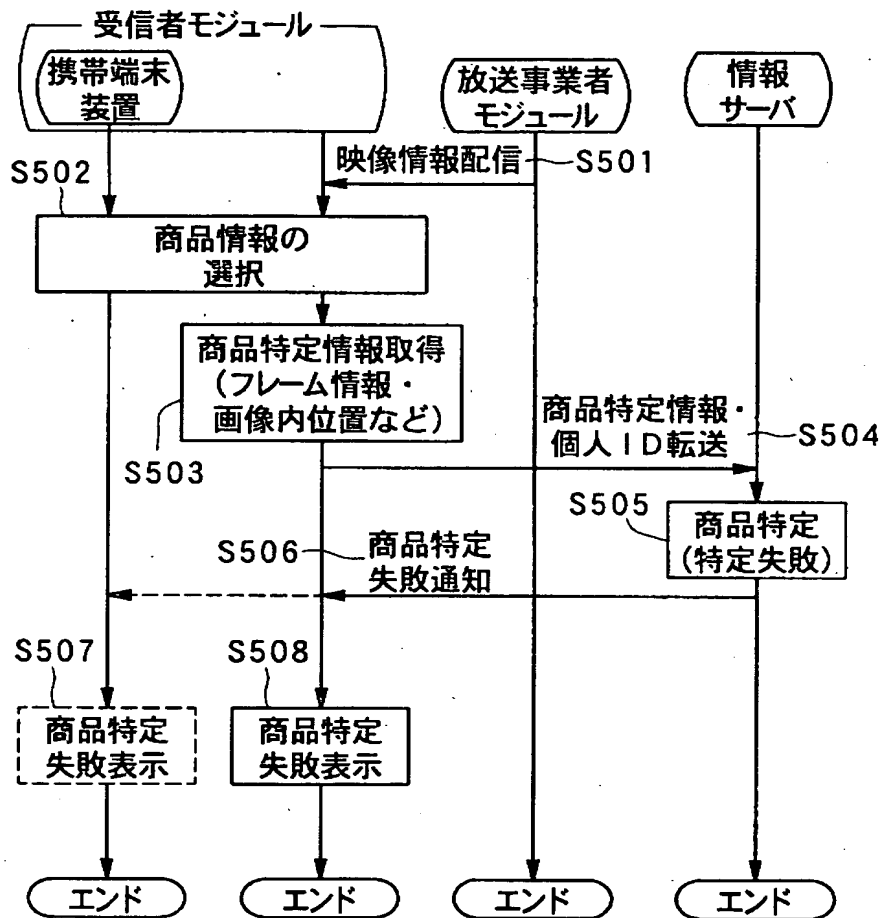 受信者モジュール
携帯端末
装置
放送事業者
モジュール
情報
サーバ
映像情報配信
S501
S502
商品情報の
選択
商品特定情報取得
(フレーム情報・
画像内位置など)
S503
商品特定情報・
個人ID転送
S504
S505
商品特定
(特定失敗)
S506
商品特定
失敗通知
S507
商品特定
失敗表示
S508
商品特定
失敗表示
エンド
エンド
エンド
エンド